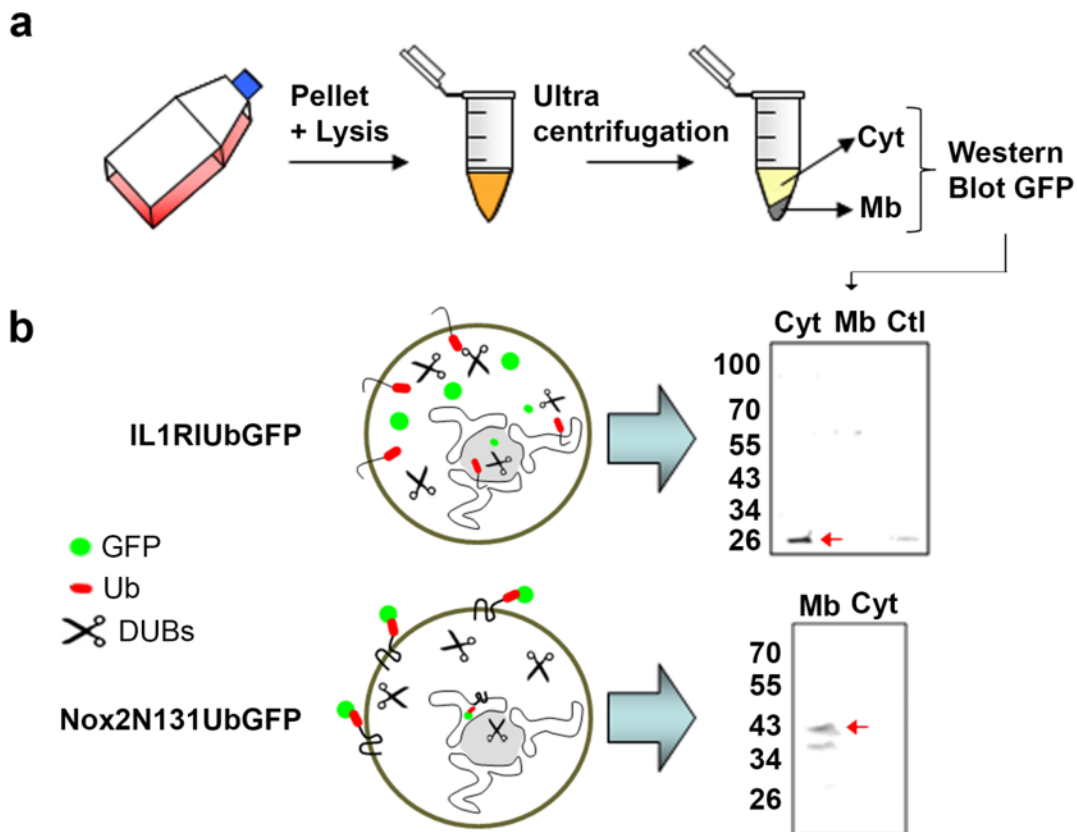 a
Pellet
+ Lysis
Ultra
centrifugation
Cyt
Mb
Western
Blot GFP
b
IL1RIUbGFP
Cyt Mb Ctl
100
70
55
43
34
26
GFP
Ub
DUBs
Nox2N131UbGFP
Mb Cyt
70
55
43
34
26